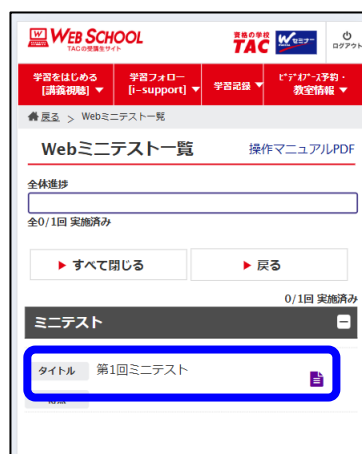 WEB SCHOOL
TACの受講生サイト
資格の学校
TAC
Wセミナー
ログアウト
学習をはじめる
[講義視聴] ▼
学習フォロー
[i-support] ▼
学習記録 ▼
ビデオブース予約・
教室情報 ▼
戻る > Webミニテスト一覧
Webミニテスト一覧
操作マニュアルPDF
全体進捗
全0/1回 実施済み
▶ すべて閉じる
▶ 戻る
0/1回 実施済み
ミニテスト
タイトル 第1回ミニテスト